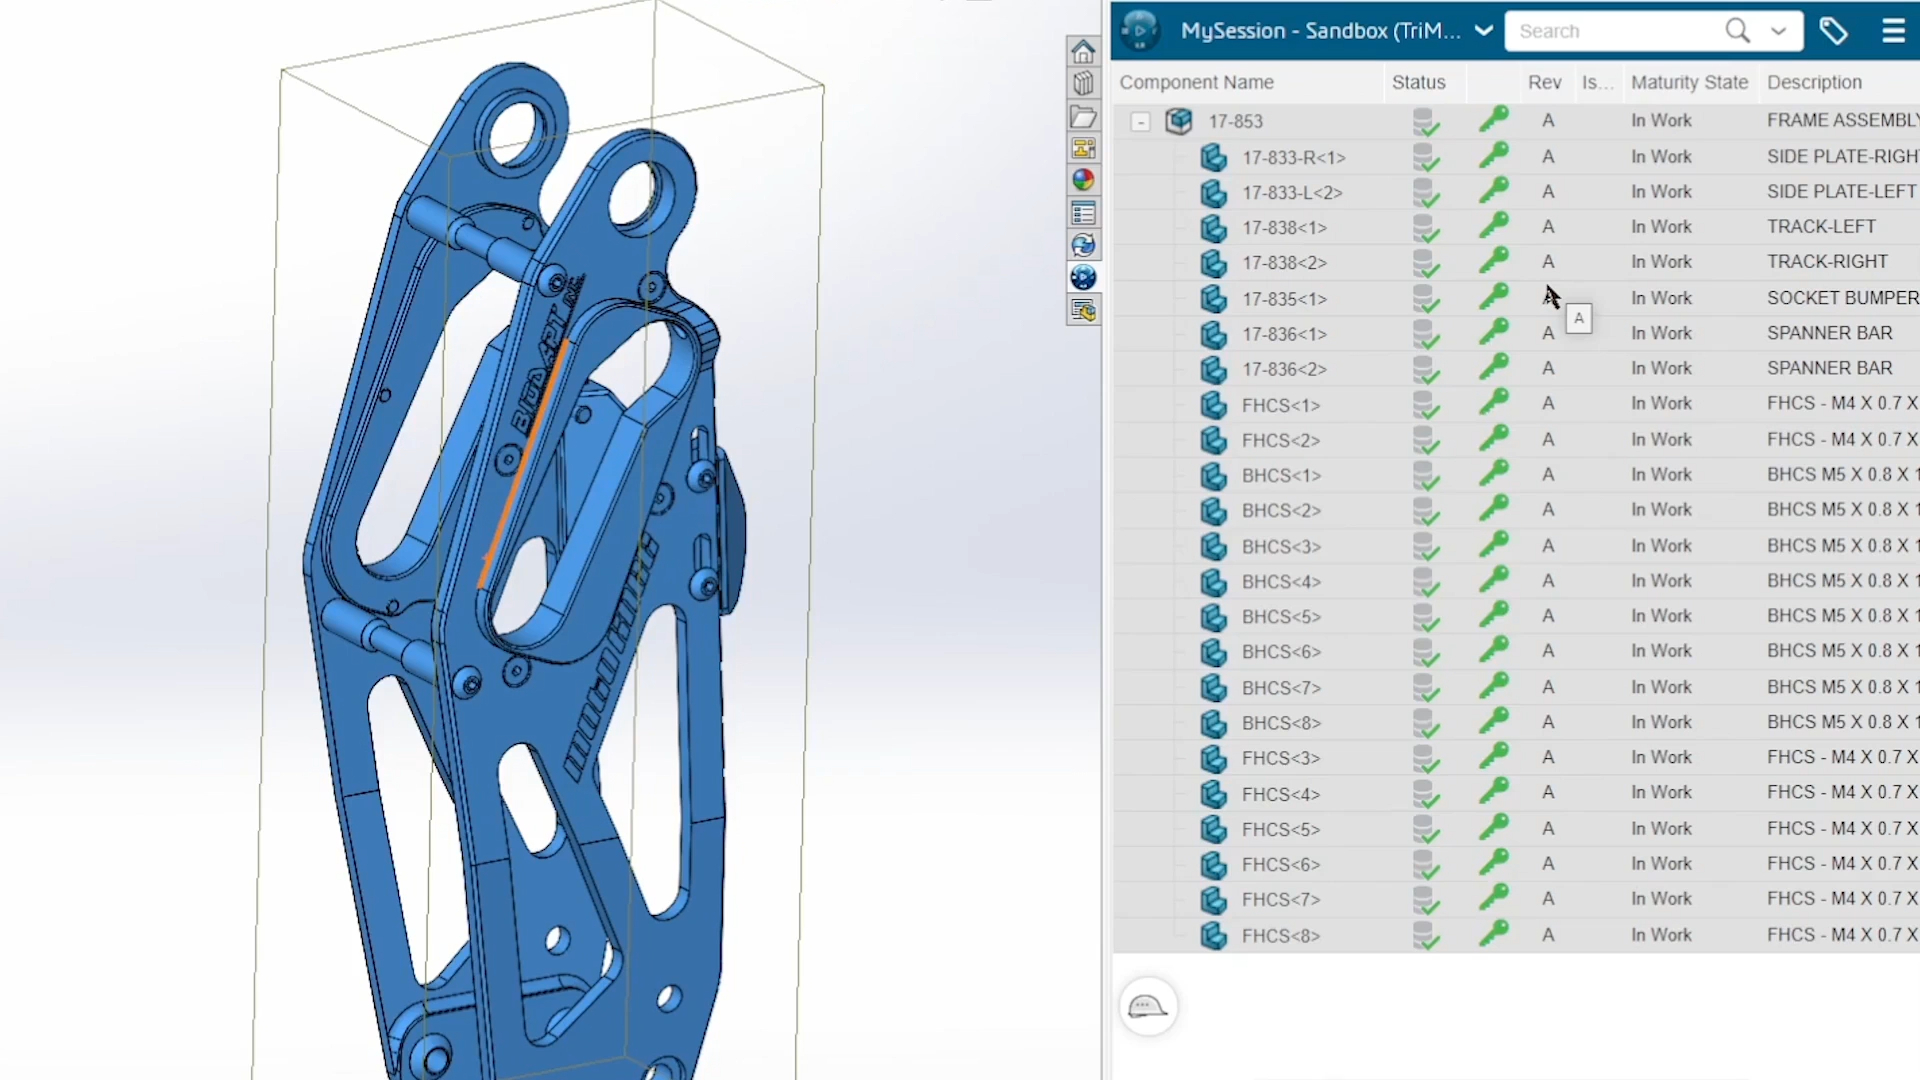 MySession - Sandbox (TriM...
Search
Component Name Status Rev Is... Maturity State Description
17-853 A In Work FRAME ASSEMBLY
17-833-R<1> A In Work SIDE PLATE-RIGH
17-833-L<2> A In Work SIDE PLATE-LEFT
17-838<1> A In Work TRACK-LEFT
17-838<2> A In Work TRACK-RIGHT
17-835<1> A In Work SOCKET BUMPER
A
17-836<1> A In Work SPANNER BAR
17-836<2> A In Work SPANNER BAR
FHCS<1> A In Work FHCS - M4 X 0.7 X
FHCS<2> A In Work FHCS - M4 X 0.7 X
BHCS<1> A In Work BHCS M5 X 0.8 X 1
BHCS<2> A In Work BHCS M5 X 0.8 X 1
BHCS<3> A In Work BHCS M5 X 0.8 X 1
BHCS<4> A In Work BHCS M5 X 0.8 X 1
BHCS<5> A In Work BHCS M5 X 0.8 X 1
BHCS<6> A In Work BHCS M5 X 0.8 X 1
BHCS<7> A In Work BHCS M5 X 0.8 X 1
BHCS<8> A In Work BHCS M5 X 0.8 X 1
FHCS<3> A In Work FHCS - M4 X 0.7 X
FHCS<4> A In Work FHCS - M4 X 0.7 X
FHCS<5> A In Work FHCS - M4 X 0.7 X
FHCS<6> A In Work FHCS - M4 X 0.7 X
FHCS<7> A In Work FHCS - M4 X 0.7 X
FHCS<8> A In Work FHCS - M4 X 0.7 X
BIODAPT INC.